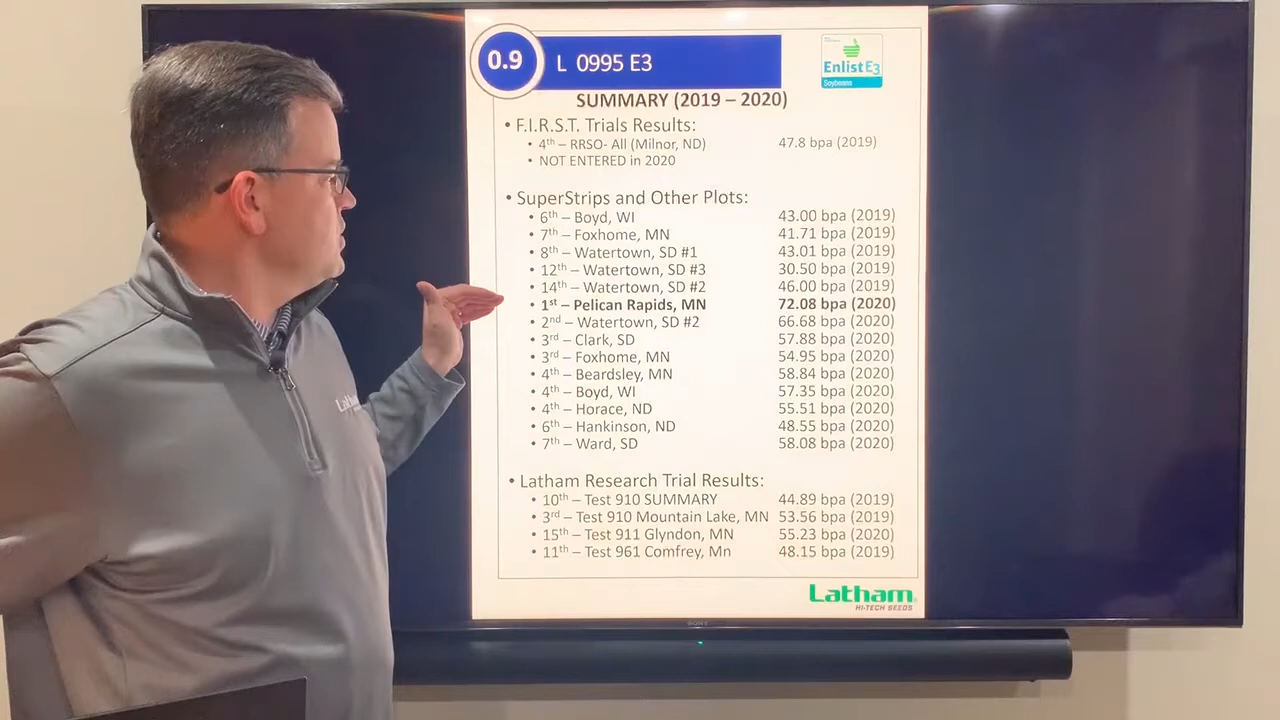 0.9
L 0995 E3
Enlist E3
Soybeans
SUMMARY (2019 – 2020)
• F.I.R.S.T. Trials Results:
• 4th – RRSO- All (Milnor, ND) 47.8 bpa (2019)
• NOT ENTERED in 2020
• SuperStrips and Other Plots:
• 6th – Boyd, WI 43.00 bpa (2019)
• 7th – Foxhome, MN 41.71 bpa (2019)
• 8th – Watertown, SD #1 43.01 bpa (2019)
• 12th – Watertown, SD #3 30.50 bpa (2019)
• 14th – Watertown, SD #2 46.00 bpa (2019)
• 1st – Pelican Rapids, MN 72.08 bpa (2020)
• 2nd – Watertown, SD #2 66.68 bpa (2020)
• 3rd – Clark, SD 57.88 bpa (2020)
• 3rd – Foxhome, MN 54.95 bpa (2020)
• 4th – Beardsley, MN 58.84 bpa (2020)
• 4th – Boyd, WI 57.35 bpa (2020)
• 4th – Horace, ND 55.51 bpa (2020)
• 6th – Hankinson, ND 48.55 bpa (2020)
• 7th – Ward, SD 58.08 bpa (2020)
• Latham Research Trial Results:
• 10th – Test 910 SUMMARY 44.89 bpa (2019)
• 3rd – Test 910 Mountain Lake, MN 53.56 bpa (2019)
• 15th – Test 911 Glyndon, MN 55.23 bpa (2020)
• 11th – Test 961 Comfrey, Mn 48.15 bpa (2019)
Latham
HI-TECH SEEDS
SONY